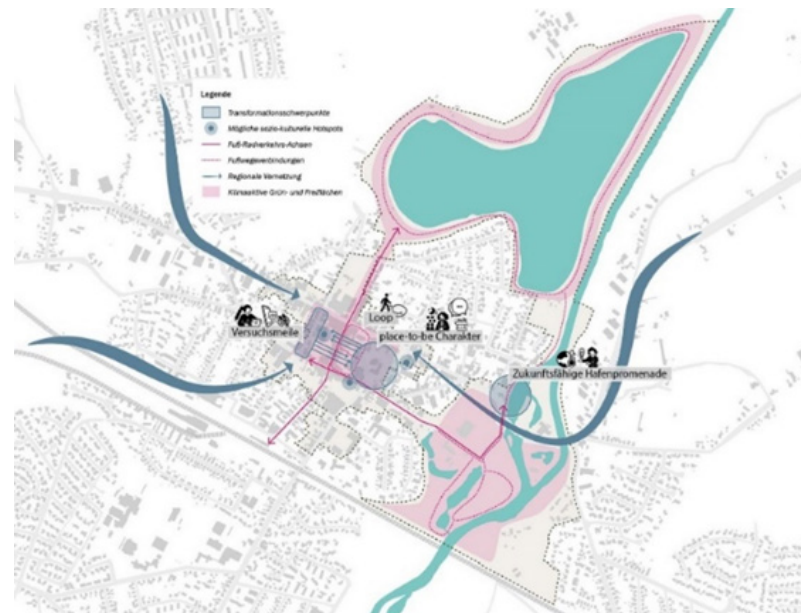 Legende
Transformationsschwerpunkte
Mögliche sozio-kulturelle Hotspots
Fuß-Radverkehrs-Achsen
Fußwegeverbindungen
Regionale Vernetzung
Klimaaktive Grün- und Freiflächen
Loop
Versuchsmeile
place-to-be Charakter
Zukunftsfähige Hafenpromenade